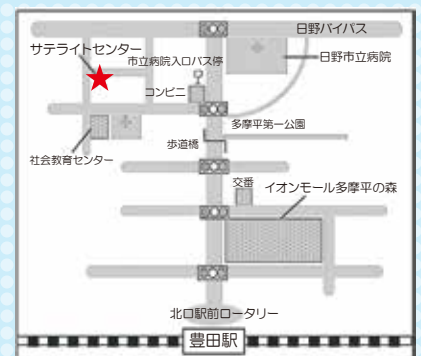 日野バイパス
サテライトセンター
市立病院入口バス停
日野市立病院
コンビニ
多摩平第一公園
歩道橋
社会教育センター
交番
イオンモール多摩平の森
北口駅前ロータリー
豊田駅